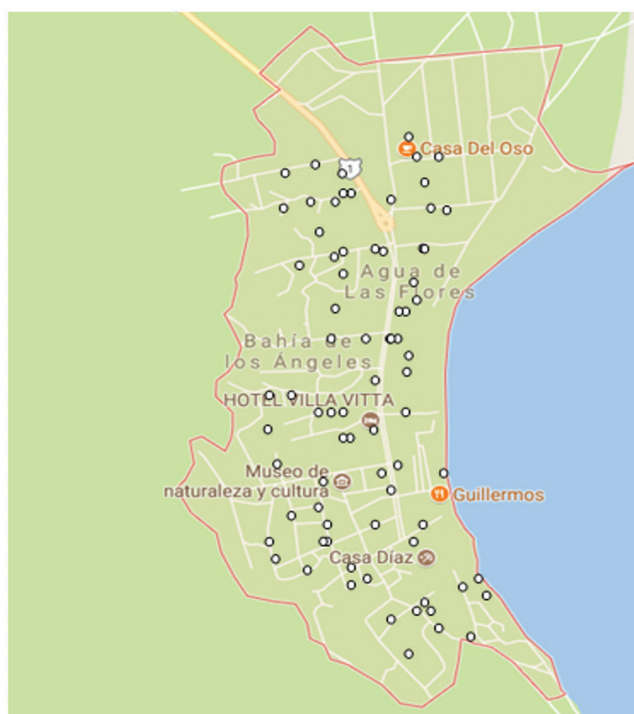 1
Casa Del Oso
Agua de
Las Flores
Bahía de
los Ángeles
HOTEL VILLA VITTA
Museo de
naturaleza y cultura
Guillermos
Casa Díaz